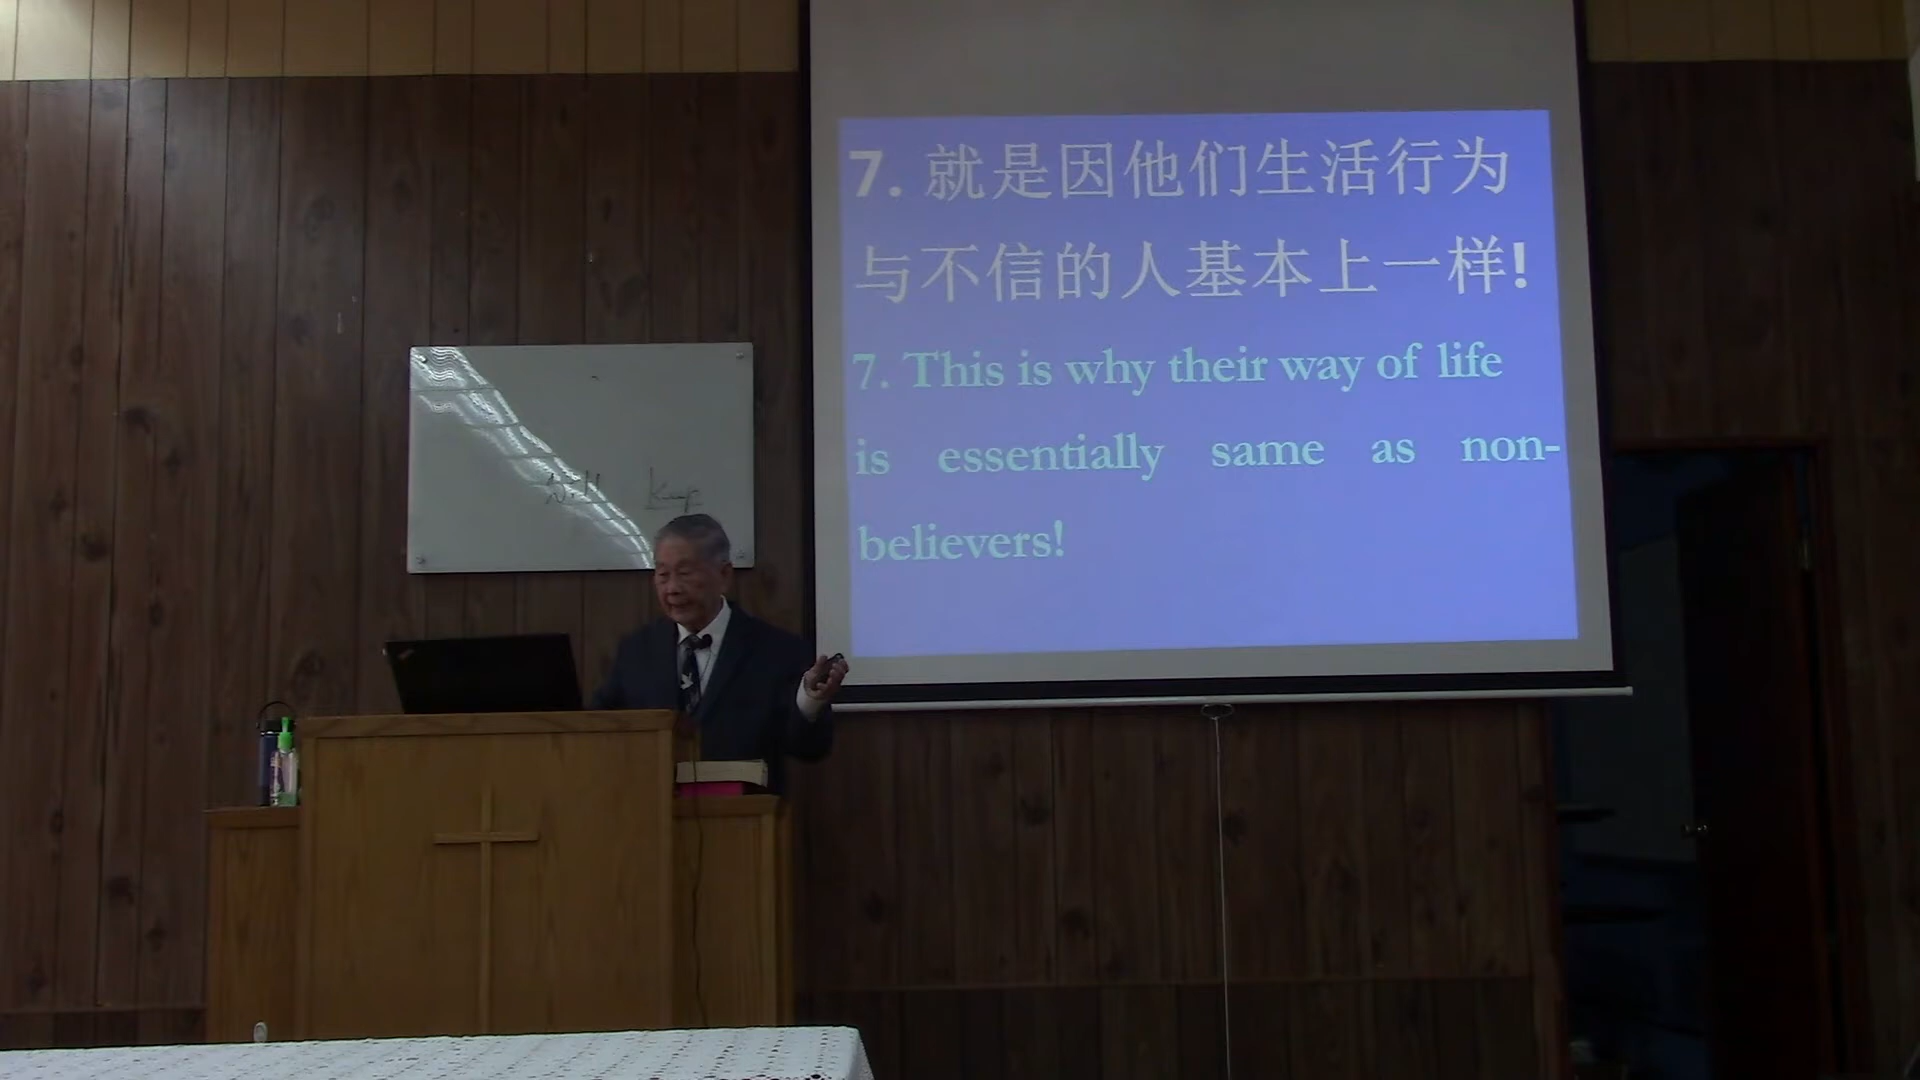 7. 就是因他们生活行为
与不信的人基本上一样!
7. This is why their way of life
is essentially same as non-
believers!